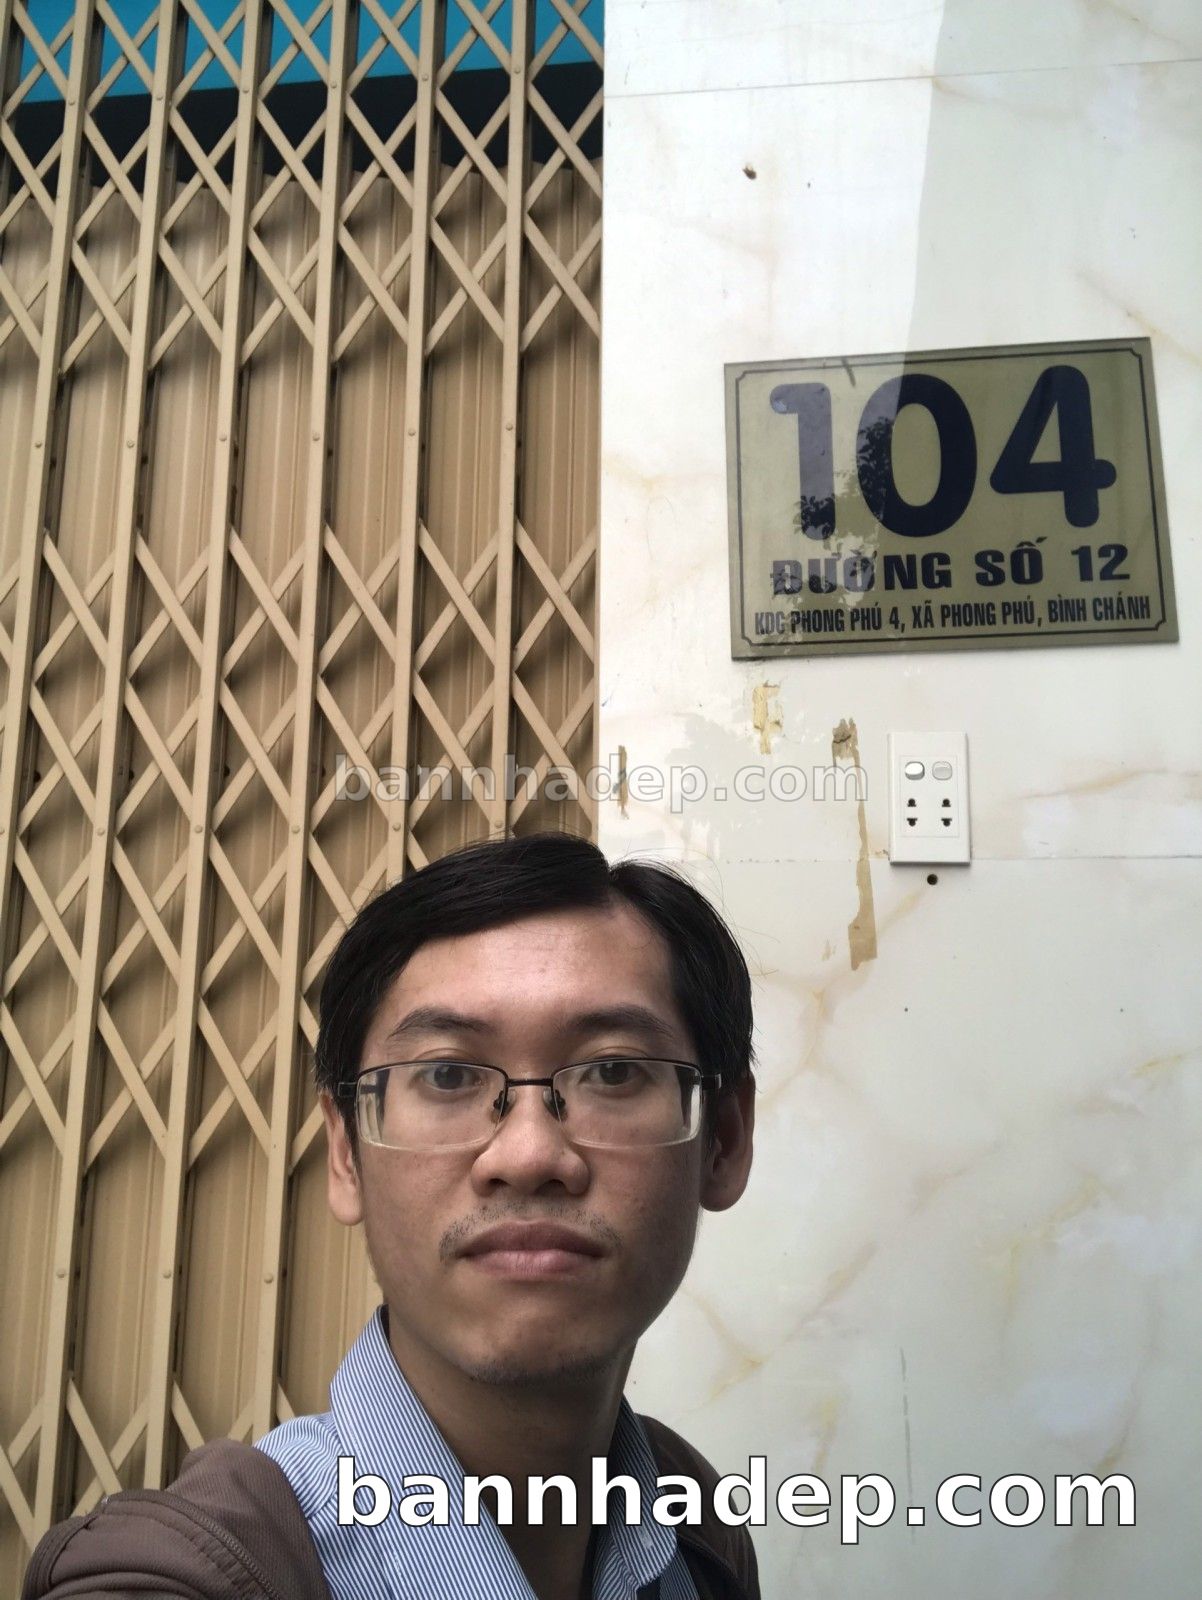 104
ĐƯỜNG SỐ 12
KDC PHONG PHÚ 4, XÃ PHONG PHÚ, BÌNH CHÁNH
bannhadep.com
bannhadep.com